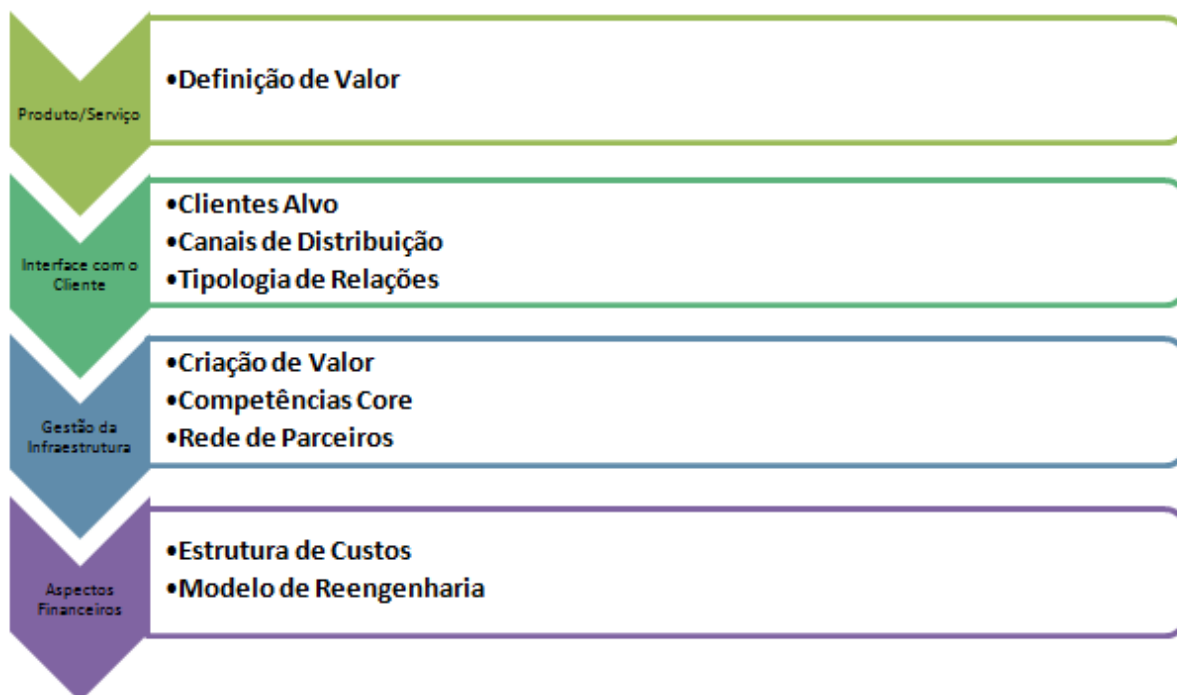 Produto/Serviço
•Definição de Valor
Interface com o
Cliente
•Clientes Alvo
•Canais de Distribuição
•Tipologia de Relações
Gestão da
Infraestrutura
•Criação de Valor
•Competências Core
•Rede de Parceiros
Aspectos
Financeiros
•Estrutura de Custos
•Modelo de Reengenharia